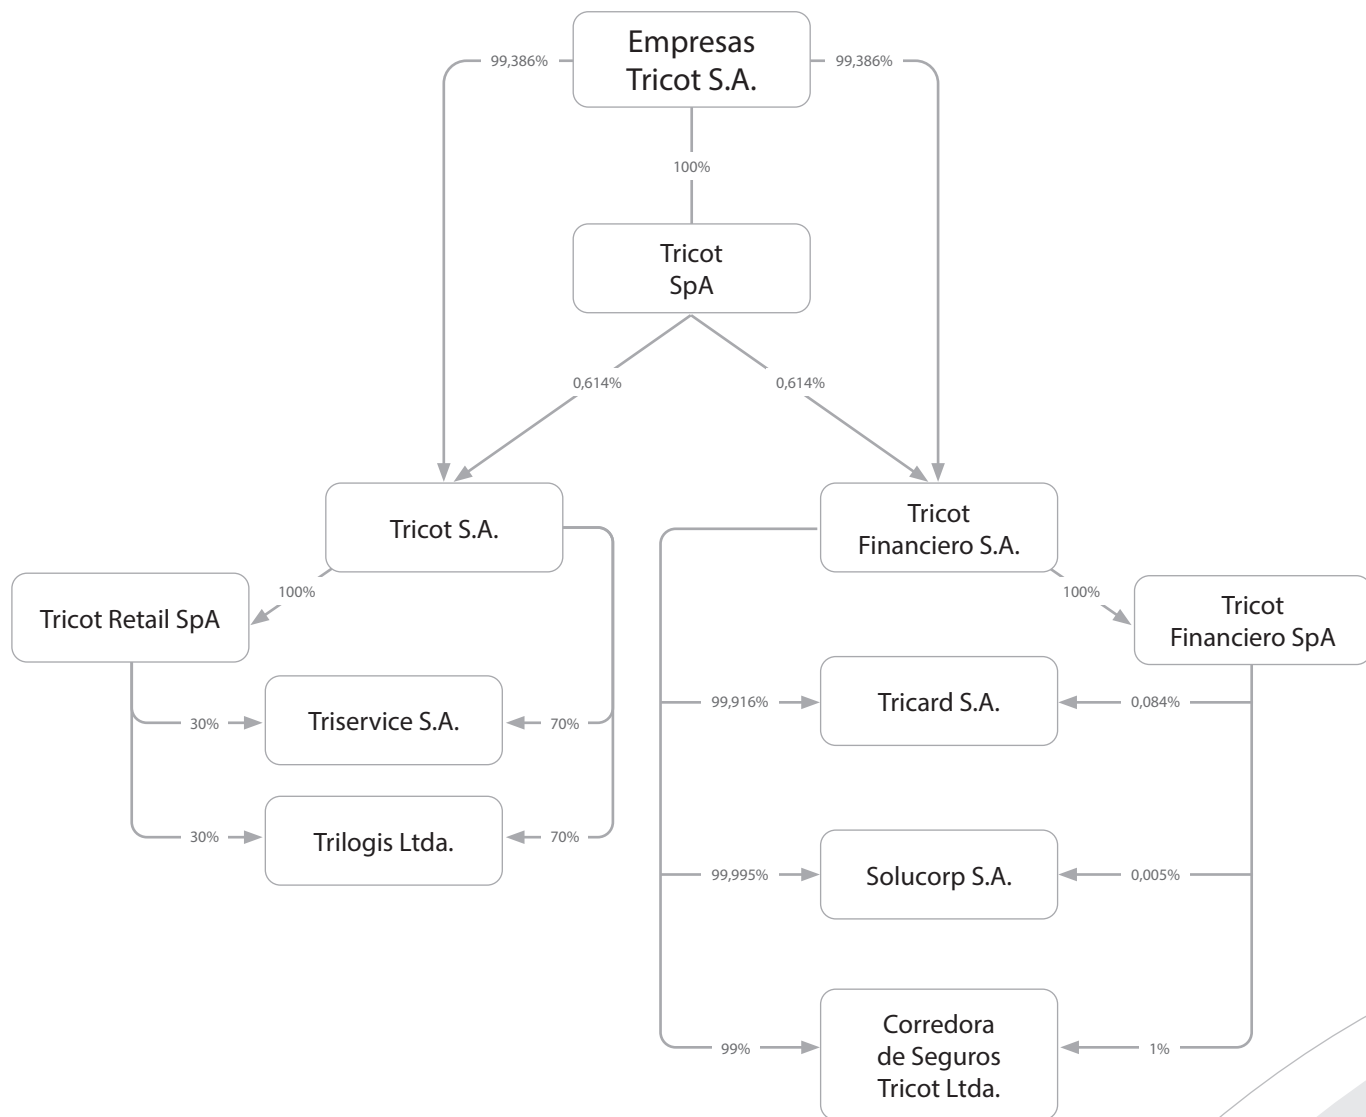 Empresas
Tricot S.A.
99,386%
99,386%
100%
Tricot
SpA
0,614%
0,614%
Tricot S.A.
Tricot
Financiero S.A.
100%
100%
Tricot Retail SpA
Tricot
Financiero SpA
30%
Triservice S.A.
70%
99,916%
Tricard S.A.
0,084%
30%
Trilogis Ltda.
70%
99,995%
Solucorp S.A.
0,005%
99%
Corredora
de Seguros
Tricot Ltda.
1%